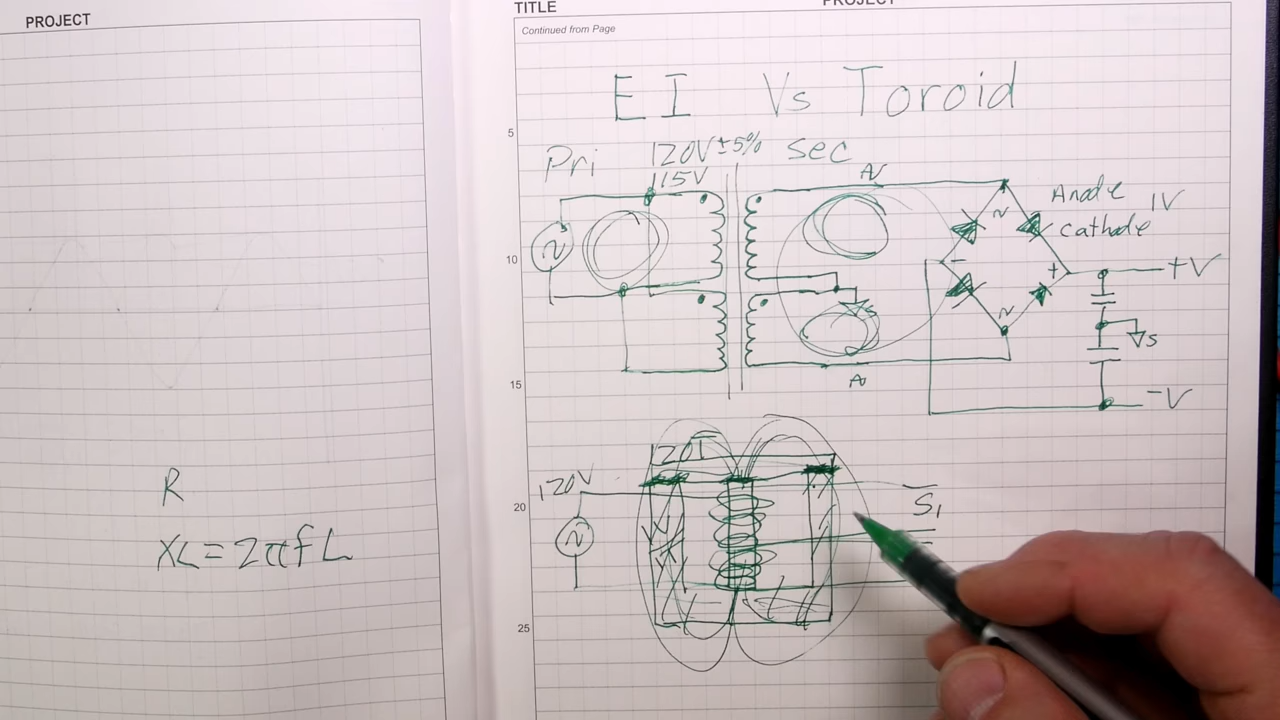 PROJECT
TITLE
PROJECT
Continued from Page
EI Vs Toroid
5
Pri 120V±5% sec
115V
Anode 1V
Cathode
10
- +
+V
S
15
-V
R
XL=2πfL
120T
120V
20
S1
25